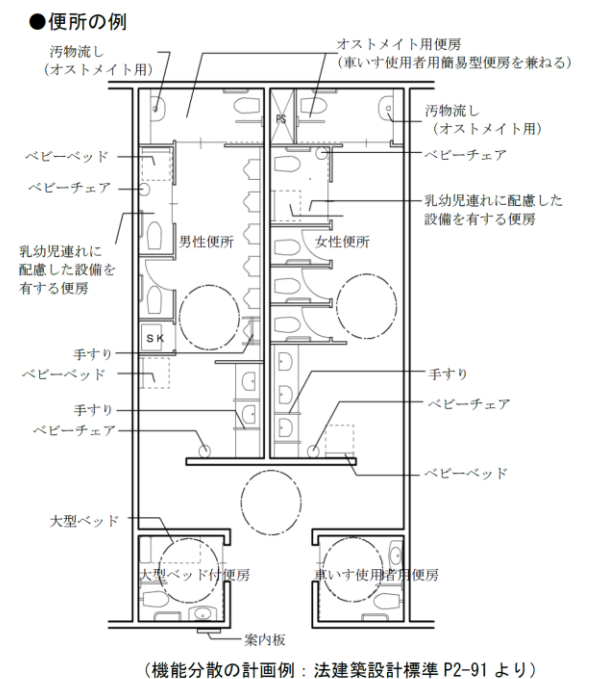 ●便所の例
汚物流し
（オストメイト用）
オストメイト用便房
（車いす使用者用簡易型便房を兼ねる）
汚物流し
（オストメイト用）
PS
ベビーベッド
ベビーチェア
ベビーチェア
乳幼児連れに配慮した
設備を有する便房
乳幼児連れに
配慮した設備を
有する便房
男性便所
女性便所
SK
手すり
ベビーベッド
手すり
手すり
ベビーチェア
ベビーチェア
ベビーベッド
大型ベッド
大型ベッド付便房
車いす使用者用便房
案内板
（機能分散の計画例：法建築設計標準 P2-91 より）